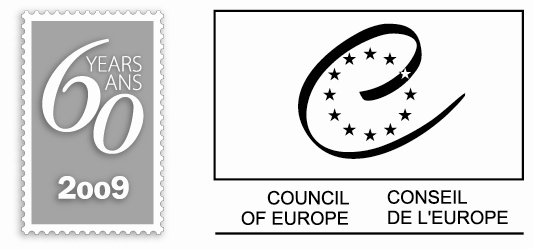 60 YEARS
ANS
2009
COUNCIL
OF EUROPE
CONSEIL
DE L'EUROPE